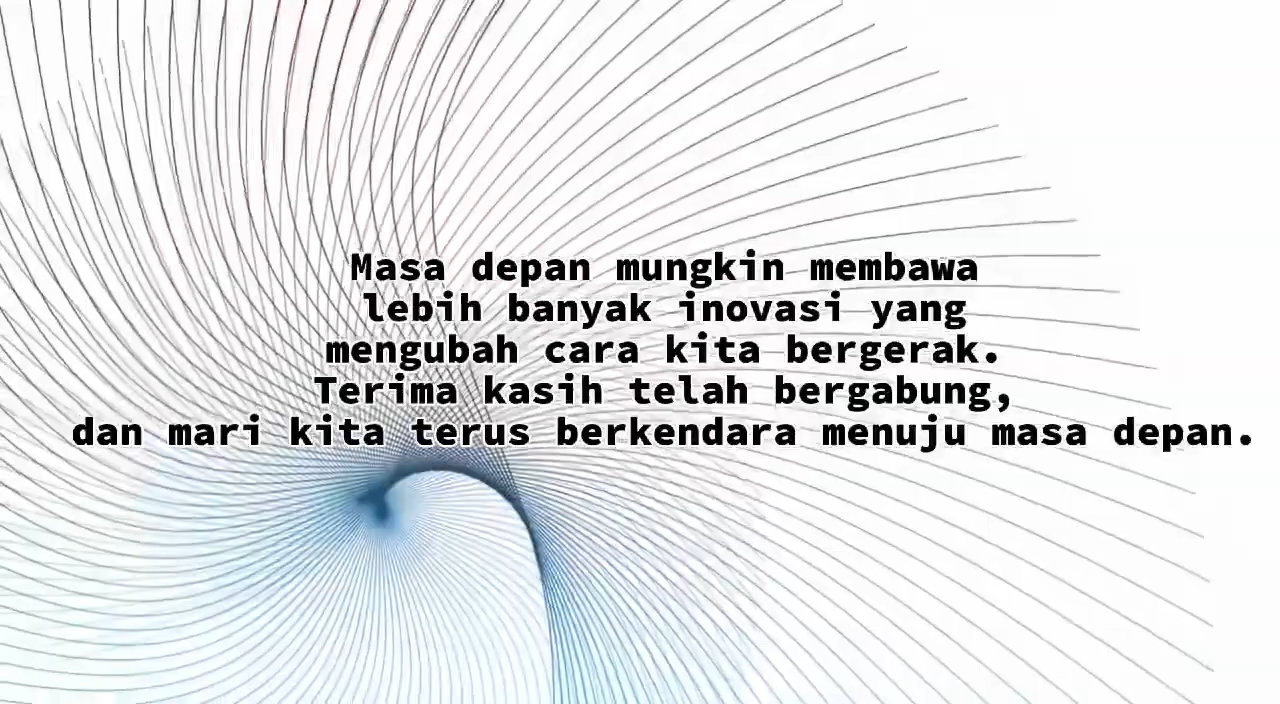 Masa depan mungkin membawa
lebih banyak inovasi yang
mengubah cara kita bergerak.
Terima kasih telah bergabung,
dan mari kita terus berkendara menuju masa depan.